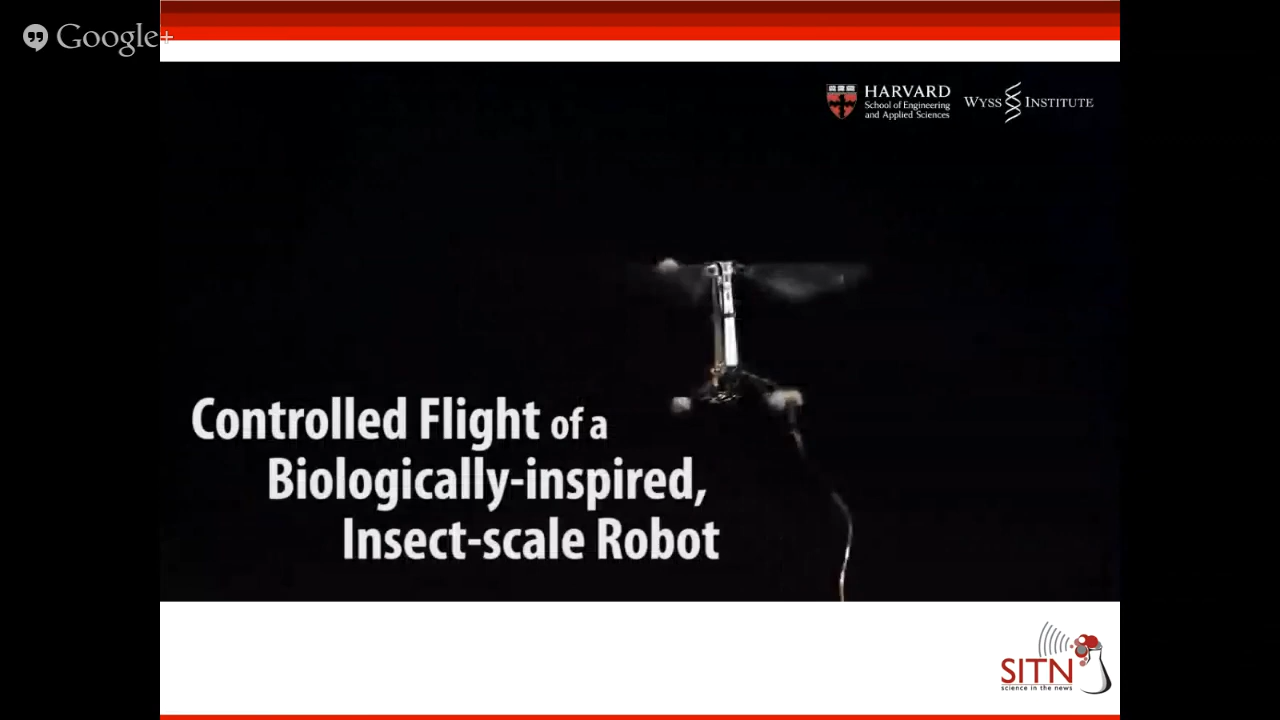 Google+
HARVARD
School of Engineering
and Applied Sciences
WYSS INSTITUTE
Controlled Flight of a
Biologically-inspired,
Insect-scale Robot
SITN
science in the news